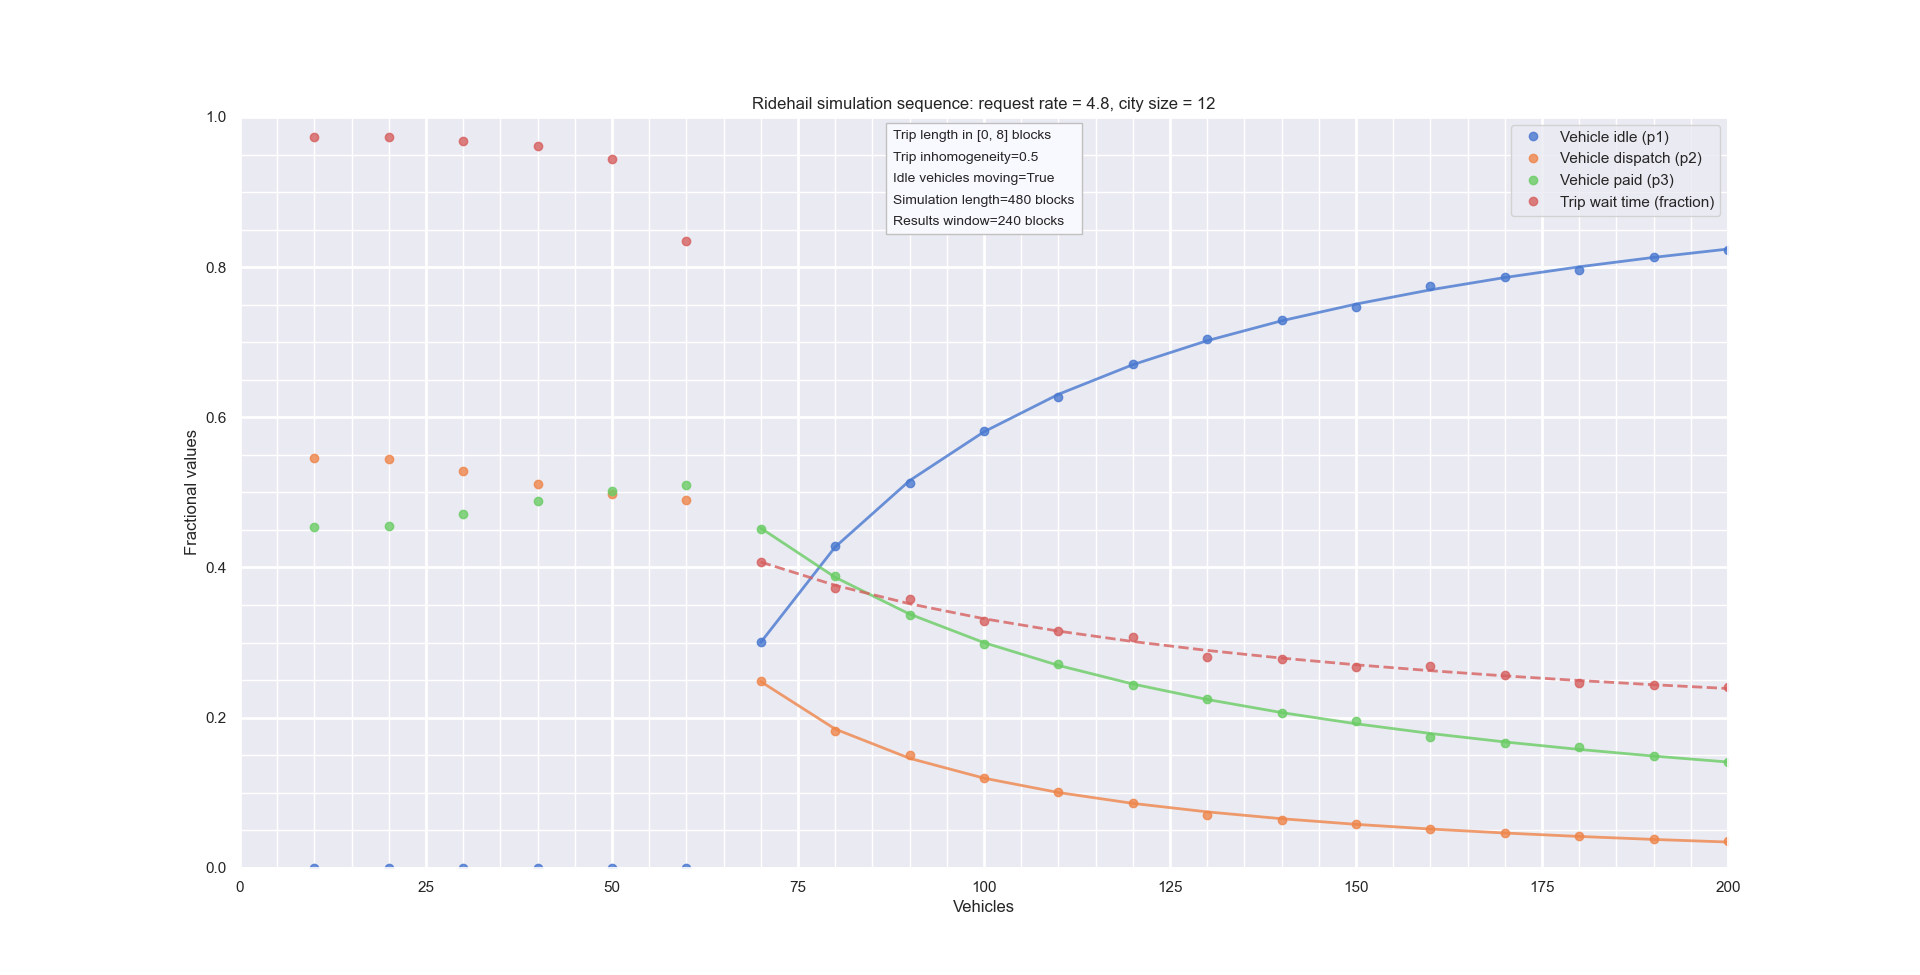 Ridehail simulation sequence: request rate = 4.8, city size = 12
Trip length in [0, 8] blocks
Trip inhomogeneity=0.5
Idle vehicles moving=True
Simulation length=480 blocks
Results window=240 blocks
Vehicle idle (p1)
Vehicle dispatch (p2)
Vehicle paid (p3)
Trip wait time (fraction)
Fractional values
1.0
0.8
0.6
0.4
0.2
0.0
0 25 50 75 100 125 150 175 200
Vehicles